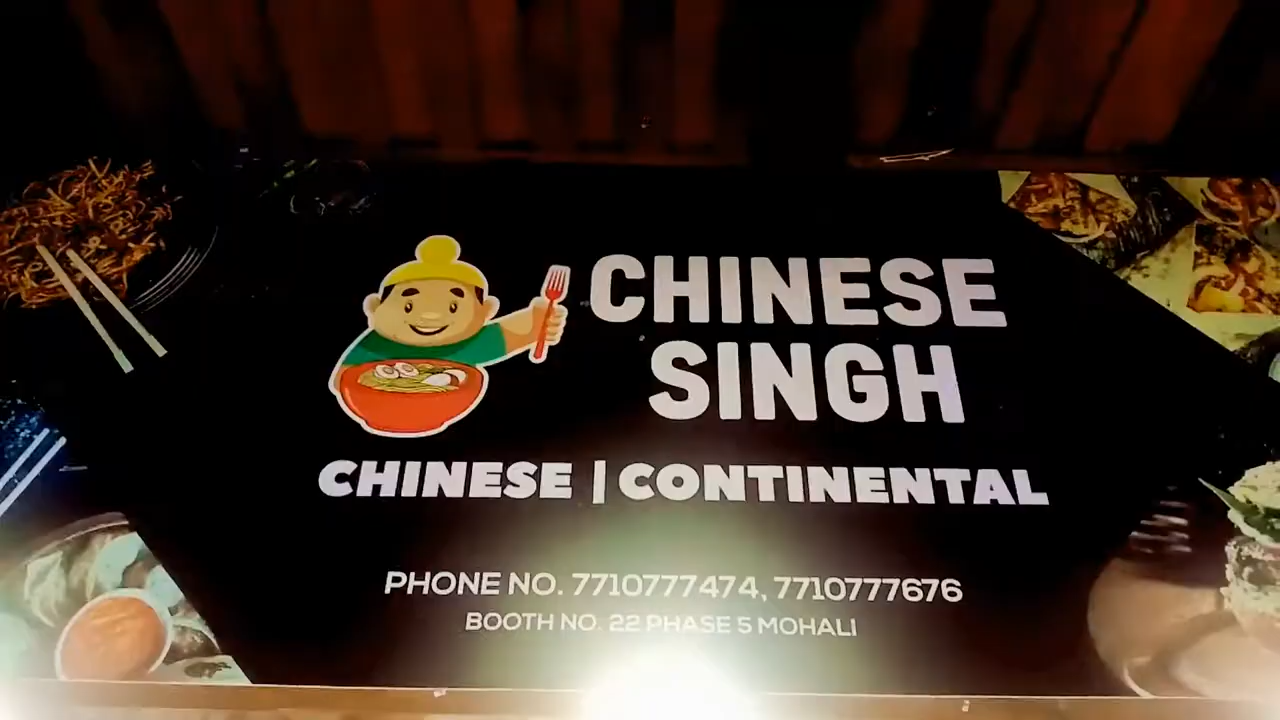 CHINESE
SINGH
CHINESE | CONTINENTAL
PHONE NO. 7710777474, 7710777676
BOOTH NO. 22 PHASE 5 MOHALI